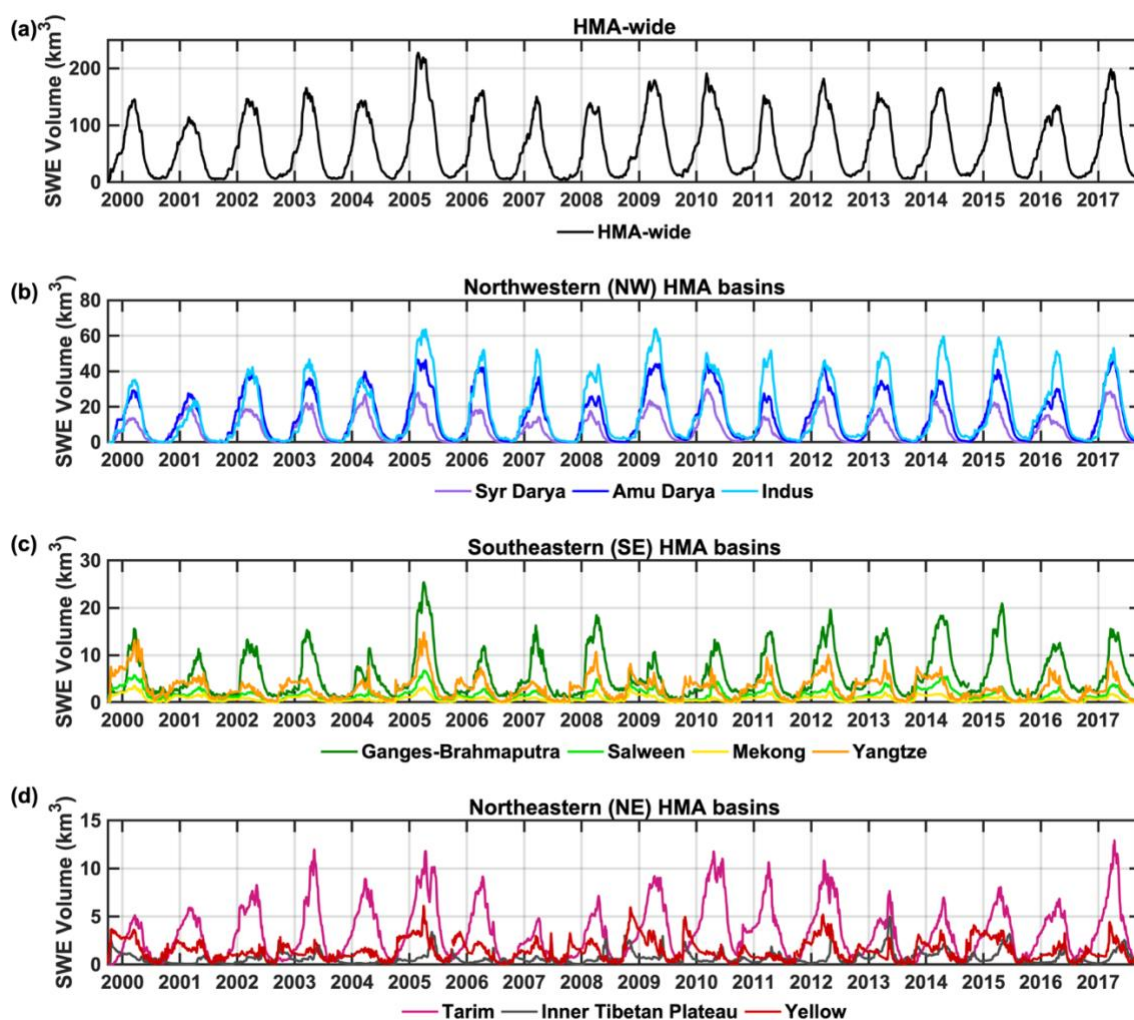 (a)
HMA-wide
SWE Volume (km³)
200
100
0
2000 2001 2002 2003 2004 2005 2006 2007 2008 2009 2010 2011 2012 2013 2014 2015 2016 2017
HMA-wide
(b)
Northwestern (NW) HMA basins
SWE Volume (km³)
80
60
40
20
0
2000 2001 2002 2003 2004 2005 2006 2007 2008 2009 2010 2011 2012 2013 2014 2015 2016 2017
Syr Darya Amu Darya Indus
(c)
Southeastern (SE) HMA basins
SWE Volume (km³)
30
20
10
0
2000 2001 2002 2003 2004 2005 2006 2007 2008 2009 2010 2011 2012 2013 2014 2015 2016 2017
Ganges-Brahmaputra Salween Mekong Yangtze
(d)
Northeastern (NE) HMA basins
SWE Volume (km³)
15
10
5
0
2000 2001 2002 2003 2004 2005 2006 2007 2008 2009 2010 2011 2012 2013 2014 2015 2016 2017
Tarim Inner Tibetan Plateau Yellow